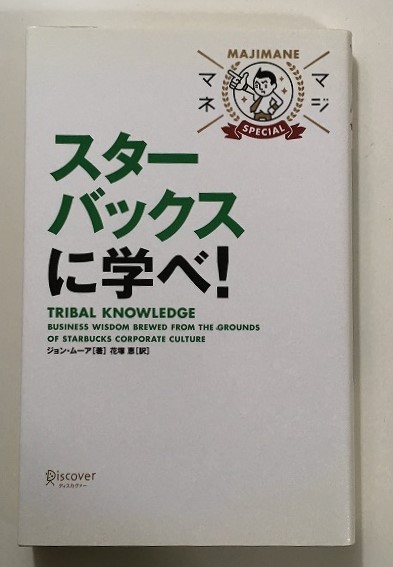 MAJIMANE
マジ
マネ
SPECIAL
スター
バックス
に学べ!
TRIBAL KNOWLEDGE
BUSINESS WISDOM BREWED FROM THE GROUNDS
OF STARBUCKS CORPORATE CULTURE
ジョン・ムーア[著] 花塚 恵[訳]
Discover
ディスカヴァー